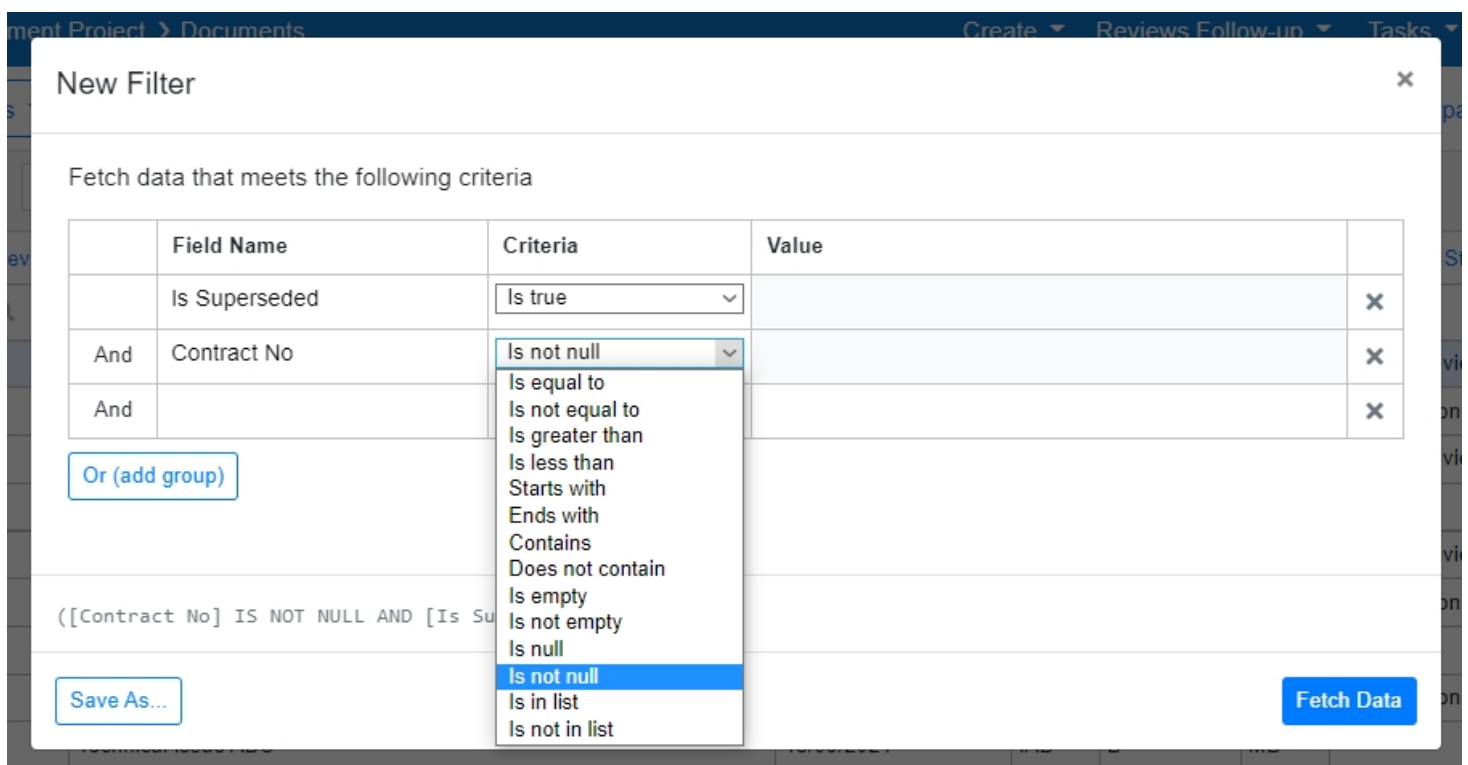 ment Project > Documents Create Reviews Follow-up Tasks
New Filter ×
Fetch data that meets the following criteria
Field Name Criteria Value
Is Superseded Is true
And Contract No Is not null
And
Is equal to
Is not equal to
Is greater than
Is less than
Starts with
Ends with
Contains
Does not contain
Is empty
Is not empty
Is null
Is not null
Is in list
Is not in list
Or (add group)
([Contract No] IS NOT NULL AND [Is Su
Save As... Fetch Data